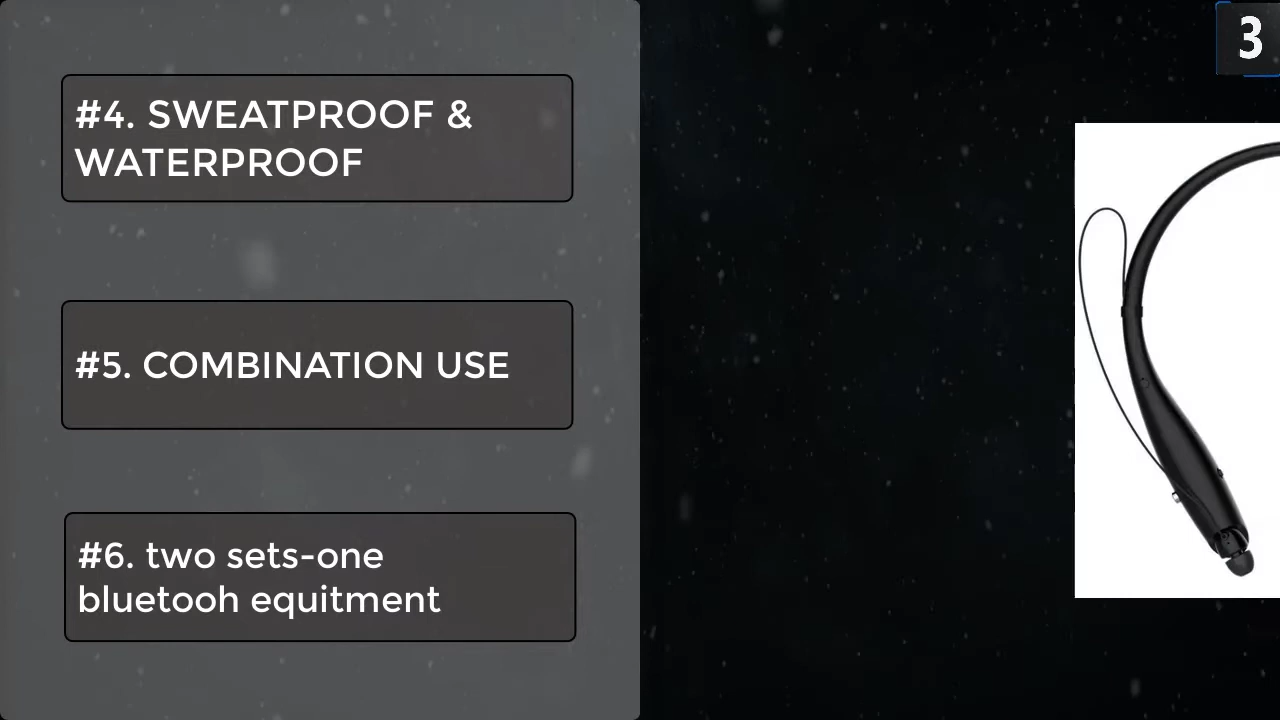 3
#4. SWEATPROOF &
WATERPROOF
#5. COMBINATION USE
#6. two sets-one
bluetooh equitment